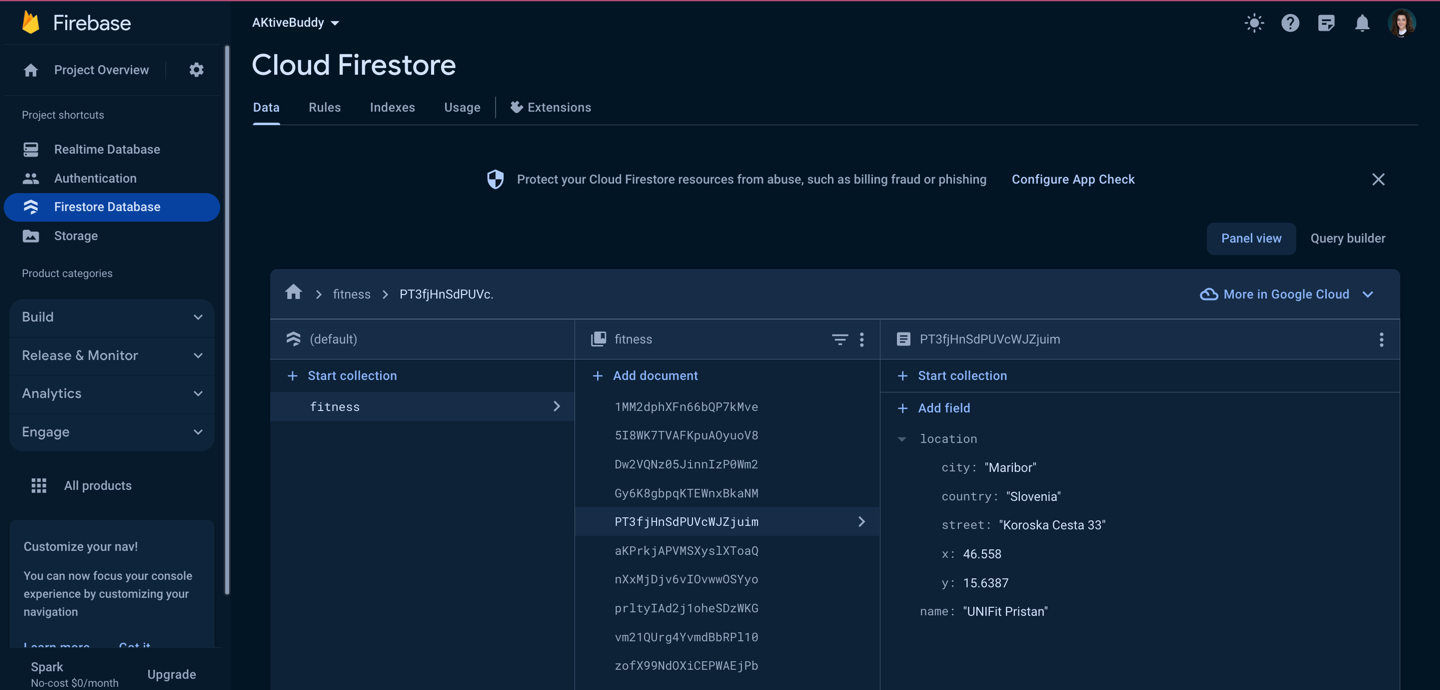 Firebase
AKtiveBuddy
Project Overview
Cloud Firestore
Data Rules Indexes Usage Extensions
Project shortcuts
Realtime Database
Authentication
Firestore Database
Storage
Product categories
Build
Release & Monitor
Analytics
Engage
All products
Customize your nav!
You can now focus your console
experience by customizing your
navigation
Learn more Got it
Spark
No-cost $0/month
Upgrade
Protect your Cloud Firestore resources from abuse, such as billing fraud or phishing Configure App Check
Panel view Query builder
fitness PT3fjHnSdPUVc.
More in Google Cloud
(default)
Start collection
fitness
fitness
Add document
1MM2dphXFn66bQP7kMve
5I8WK7TVAFKpuAOyuoV8
Dw2VQNz05JinnIzP0Wm2
Gy6K8gbpqKTEWnxBkaNM
PT3fjHnSdPUVcWJZjuim
aKPrkjAPVMSXyslXToaQ
nXxMjDjv6vIOvwwOSYyo
prltyIAd2j1oheSDzWKG
vm21QUrg4YvmdBbRPl10
zofX99NdOXiCEPWAEjPb
PT3fjHnSdPUVcWJZjuim
Start collection
Add field
location
city: "Maribor"
country: "Slovenia"
street: "Koroska Cesta 33"
x: 46.558
y: 15.6387
name: "UNIFit Pristan"